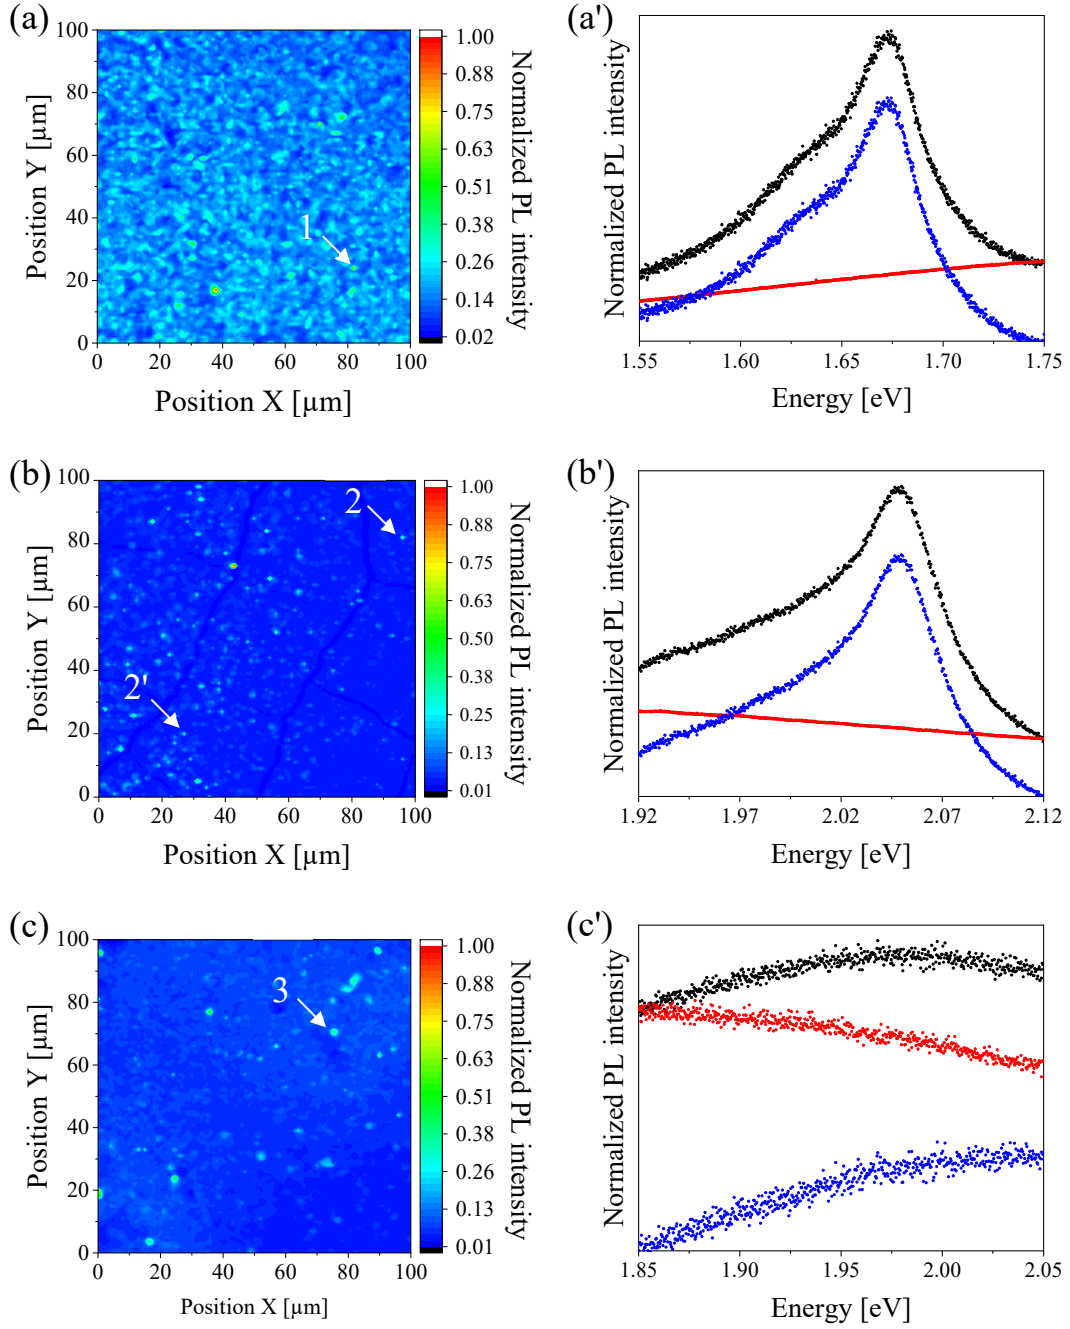 (a)
100
80
60
40
20
0
Position Y [µm]
1
0 20 40 60 80 100
Position X [µm]
1.00
0.88
0.75
0.63
0.51
0.38
0.26
0.14
0.02
Normalized PL intensity
(a')
Normalized PL intensity
1.55 1.60 1.65 1.70 1.75
Energy [eV]
(b)
100
80
60
40
20
0
Position Y [µm]
2
2'
0 20 40 60 80 100
Position X [µm]
1.00
0.88
0.75
0.63
0.50
0.38
0.25
0.13
0.01
Normalized PL intensity
(b')
Normalized PL intensity
1.92 1.97 2.02 2.07 2.12
Energy [eV]
(c)
100
80
60
40
20
0
Position Y [µm]
3
0 20 40 60 80 100
Position X [µm]
1.00
0.88
0.75
0.63
0.51
0.38
0.26
0.13
0.01
Normalized PL intensity
(c')
Normalized PL intensity
1.85 1.90 1.95 2.00 2.05
Energy [eV]